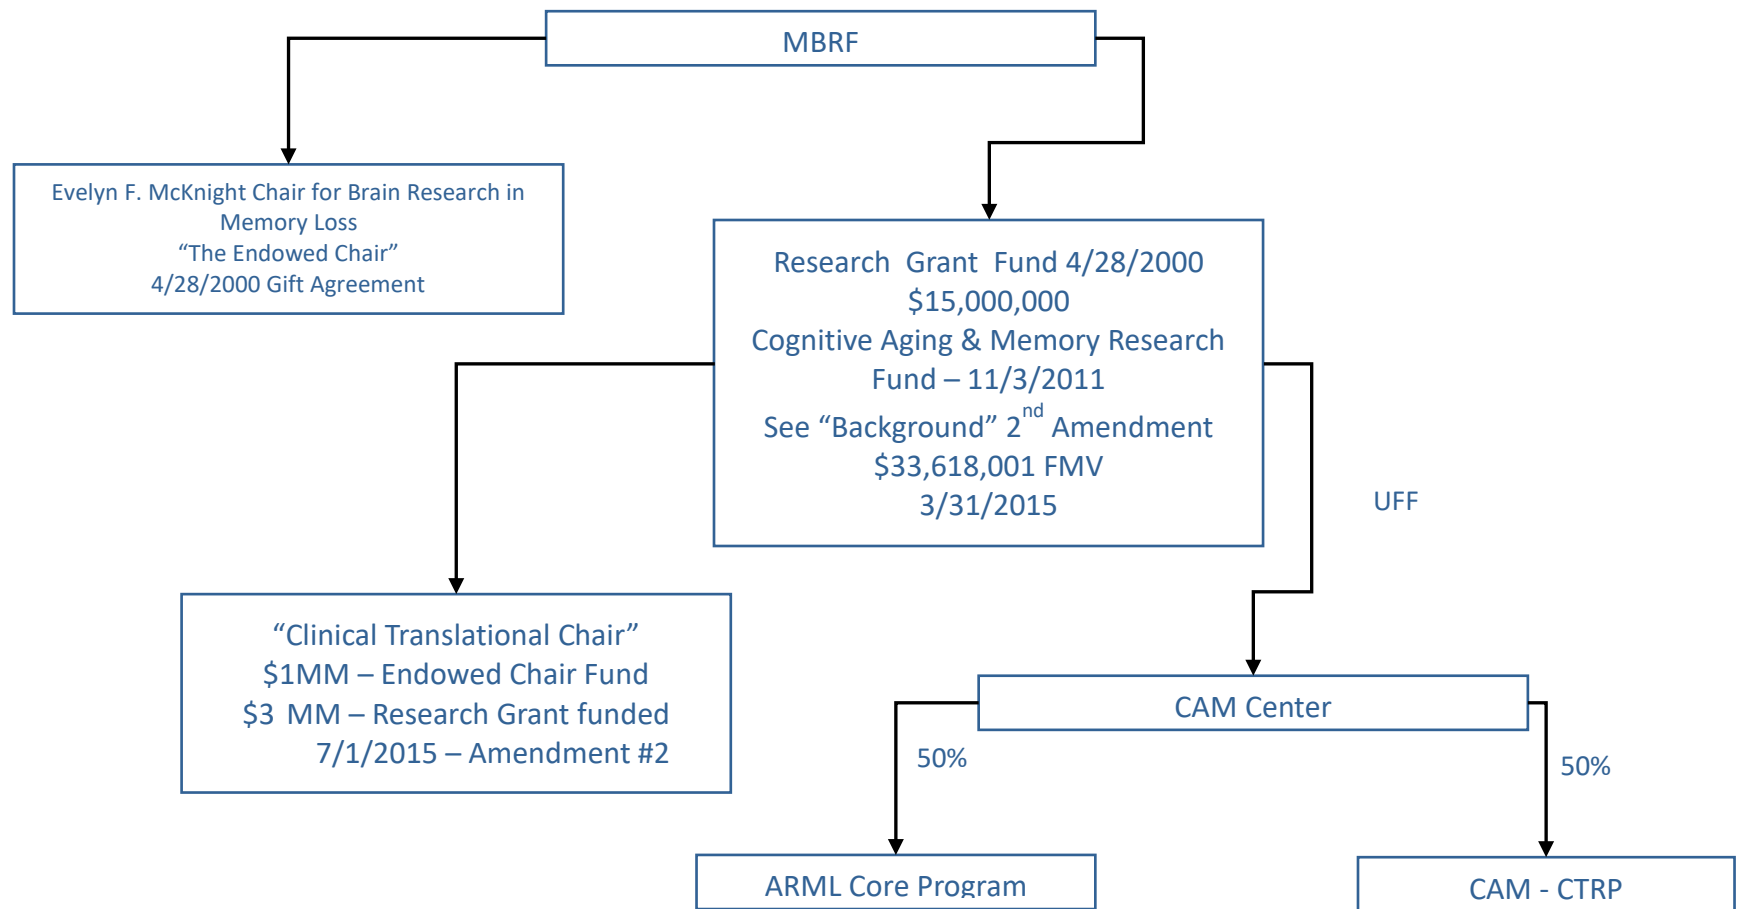 MBRF
Evelyn F. McKnight Chair for Brain Research in
Memory Loss
“The Endowed Chair”
4/28/2000 Gift Agreement
Research Grant Fund 4/28/2000
$15,000,000
Cognitive Aging & Memory Research
Fund – 11/3/2011
See “Background” 2nd Amendment
$33,618,001 FMV
3/31/2015
UFF
“Clinical Translational Chair”
$1MM – Endowed Chair Fund
$3 MM – Research Grant funded
7/1/2015 – Amendment #2
CAM Center
50%
50%
ARML Core Program
CAM - CTRP